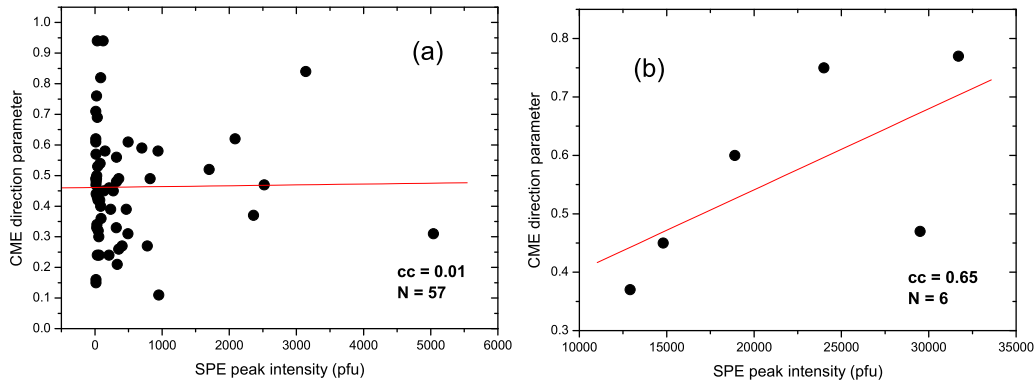 (a)
CME direction parameter
1.0
0.9
0.8
0.7
0.6
0.5
0.4
0.3
0.2
0.1
0.0
cc = 0.01
N = 57
0 1000 2000 3000 4000 5000 6000
SPE peak intensity (pfu)
(b)
CME direction parameter
0.8
0.7
0.6
0.5
0.4
0.3
cc = 0.65
N = 6
10000 15000 20000 25000 30000 35000
SPE peak intensity (pfu)